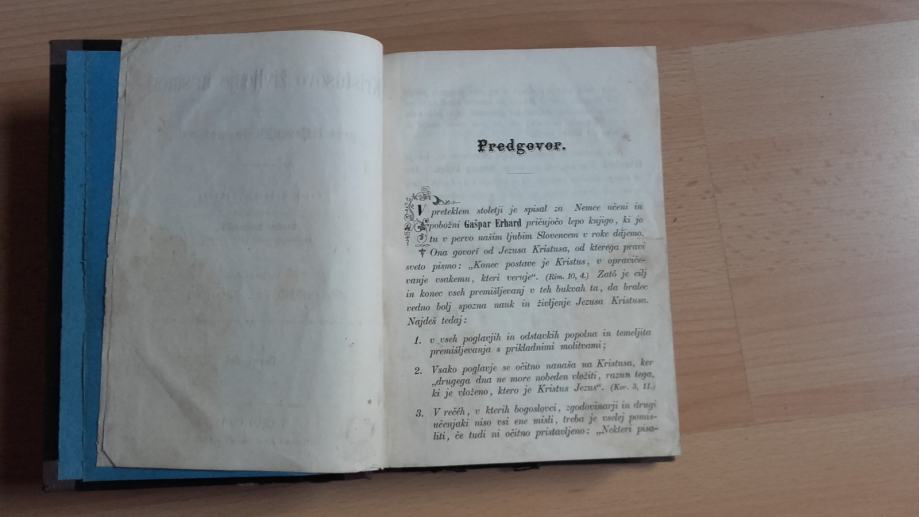 Predgovor.
V preteklem stoletji je spisal za Nemce učeni in
pobožni Gašpar Erhard pričujočo lepo knjigo, ki jo
tu v pervo našim ljubim Slovencem v roke dajemo.
Ona govorí od Jezusa Kristusa, od kterega pravi
sveto pismo: „Konec postave je Kristus, v opraviče-
vanje vsakemu, kteri veruje“. (Rim. 10, 4.) Zató je cilj
in konec vseh premišljevanj v teh bukvah ta, da bralec
vedno bolj spozna nauk in življenje Jezusa Kristusa.
Najdeš tedaj:
1. v vseh poglavjih in odstavkih popolna in temeljita
premišljevanja s prikladnimi molitvami;
2. Vsako poglavje se očitno nanaša na Kristusa, ker
„drugega dna ne more nobeden vložiti, razun tega,
ki je vloženo, ktero je Kristus Jezus“. (Kor. 3, 11.)
3. V rečéh, v kterih bogoslovci, zgodovinarji in drugi
učenjaki niso vsi ene misli, treba je vselej pomis-
liti, če tudi ni očitno pristavljeno: „Nekteri pisa-